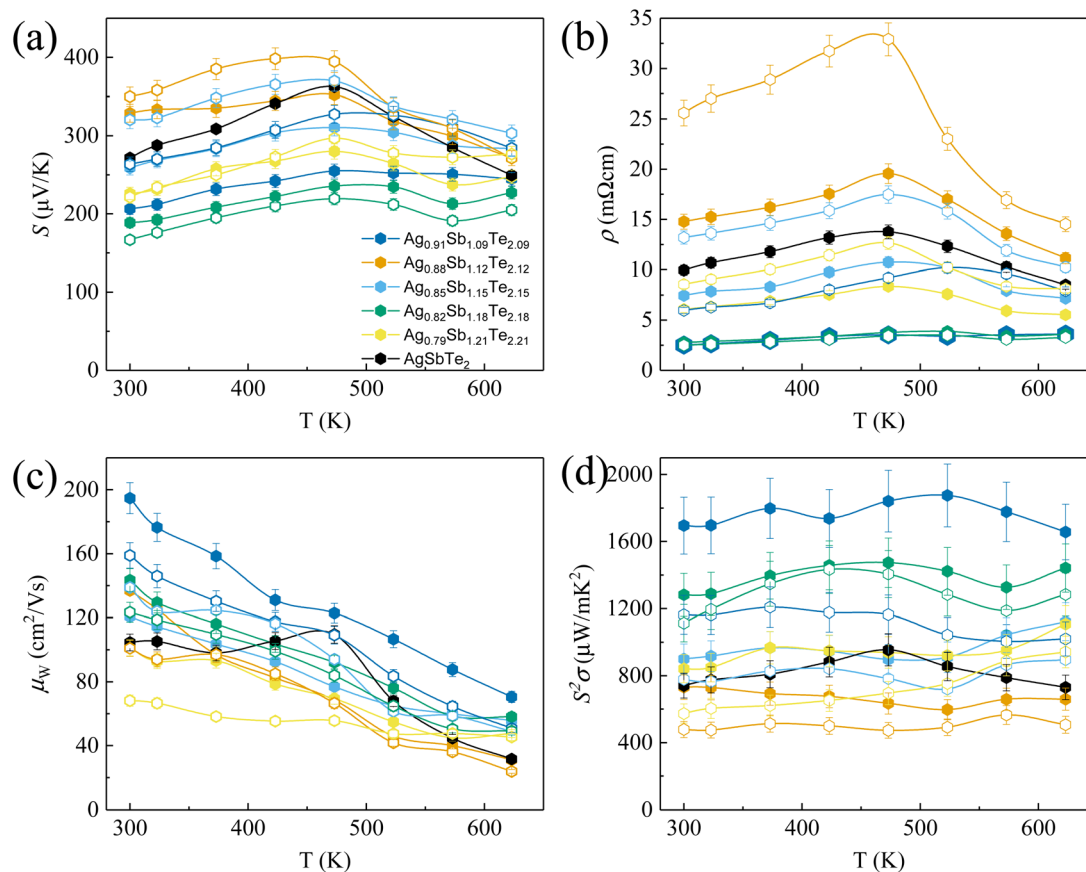 (a)
400
300
200
100
0
S (μV/K)
300
400
500
600
T (K)
Ag0.91Sb1.09Te2.09
Ag0.88Sb1.12Te2.12
Ag0.85Sb1.15Te2.15
Ag0.82Sb1.18Te2.18
Ag0.79Sb1.21Te2.21
AgSbTe2
(b)
35
30
25
20
15
10
5
0
ρ (mΩcm)
300
400
500
600
T (K)
(c)
200
160
120
80
40
0
μW (cm²/Vs)
300
400
500
600
T (K)
(d)
2000
1600
1200
800
400
0
S²σ (μW/mK²)
300
400
500
600
T (K)